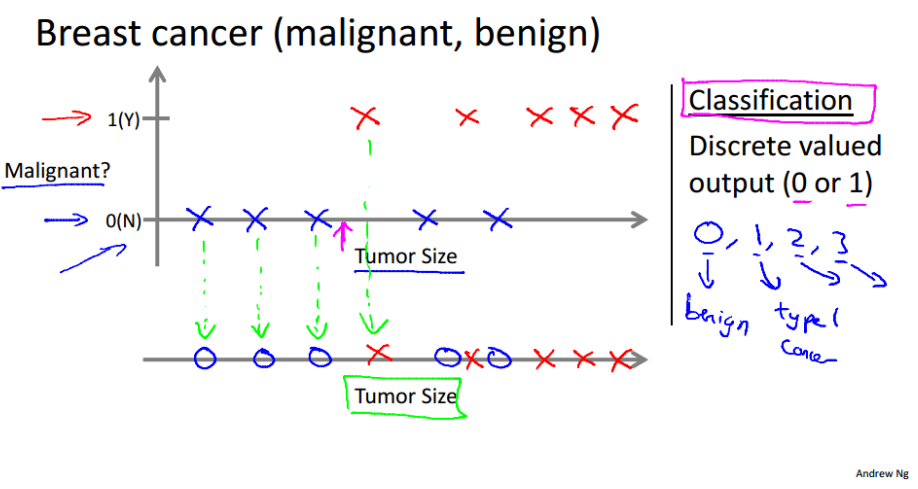 Breast cancer (malignant, benign)
1(Y)
Malignant?
0(N)
Tumor Size
Tumor Size
Classification
Discrete valued
output (0 or 1)
0, 1, 2, 3
benign type 1
cancer
Andrew Ng